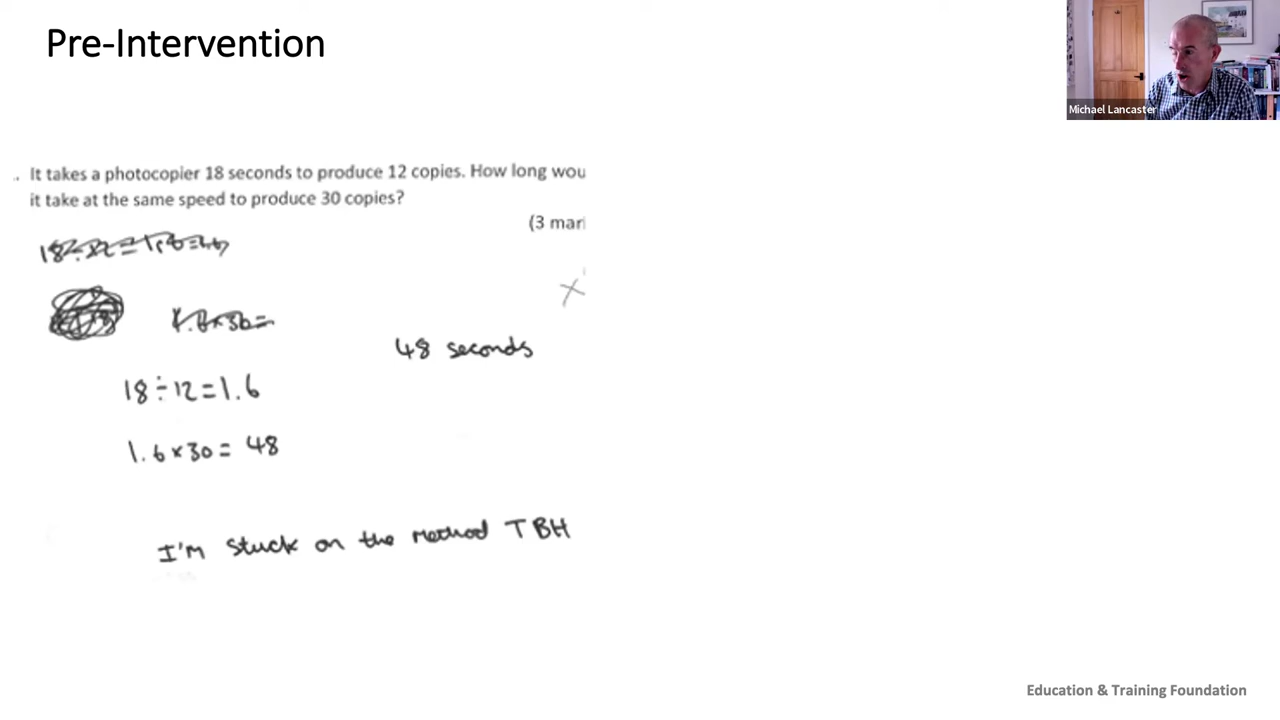 Pre-Intervention
Michael Lancaster
.. It takes a photocopier 18 seconds to produce 12 copies. How long wou
it take at the same speed to produce 30 copies?
(3 mar
48 seconds
18 ÷ 12 = 1.6
1.6 × 30 = 48
I'm stuck on the method TBH
Education & Training Foundation